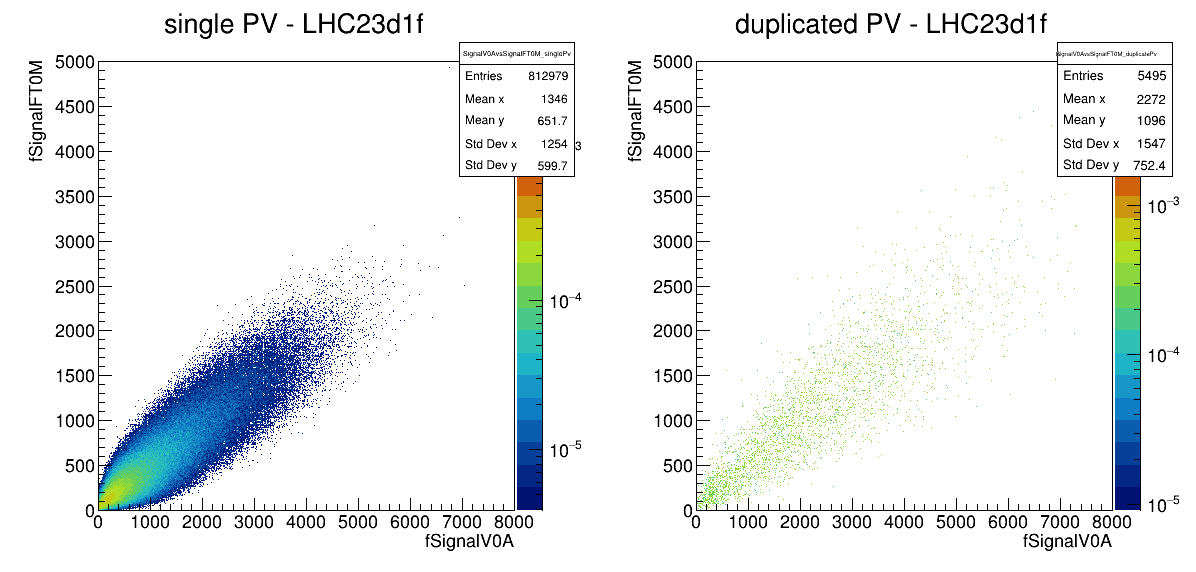 single PV - LHC23d1f
SignalV0AvsSignalFT0M_singlePv
Entries 812979
Mean x 1346
Mean y 651.7
Std Dev x 1254
Std Dev y 599.7
3
fSignalFT0M
5000
4500
4000
3500
3000
2500
2000
1500
1000
500
0
0 1000 2000 3000 4000 5000 6000 7000 8000
fSignalV0A
10−4
10−5
duplicated PV - LHC23d1f
SignalV0AvsSignalFT0M_duplicatePv
Entries 5495
Mean x 2272
Mean y 1096
Std Dev x 1547
Std Dev y 752.4
fSignalFT0M
5000
4500
4000
3500
3000
2500
2000
1500
1000
500
0
0 1000 2000 3000 4000 5000 6000 7000 8000
fSignalV0A
10−3
10−4
10−5